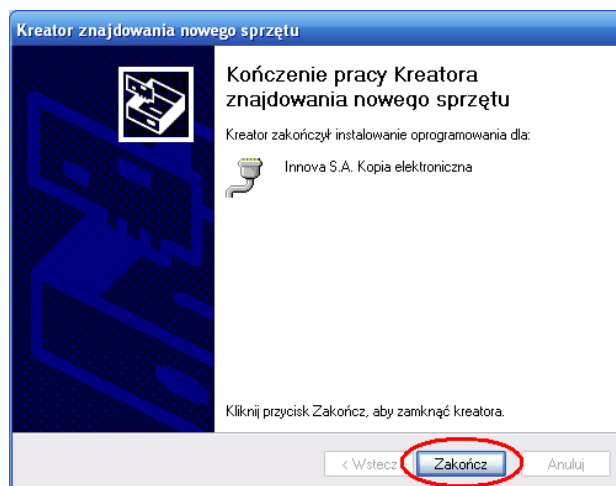 Kreator znajdowania nowego sprzętu
Kończenie pracy Kreatora
znajdowania nowego sprzętu
Kreator zakończył instalowanie oprogramowania dla:
Innova S.A. Kopia elektroniczna
Kliknij przycisk Zakończ, aby zamknąć kreatora.
< Wstecz
Zakończ
Anuluj